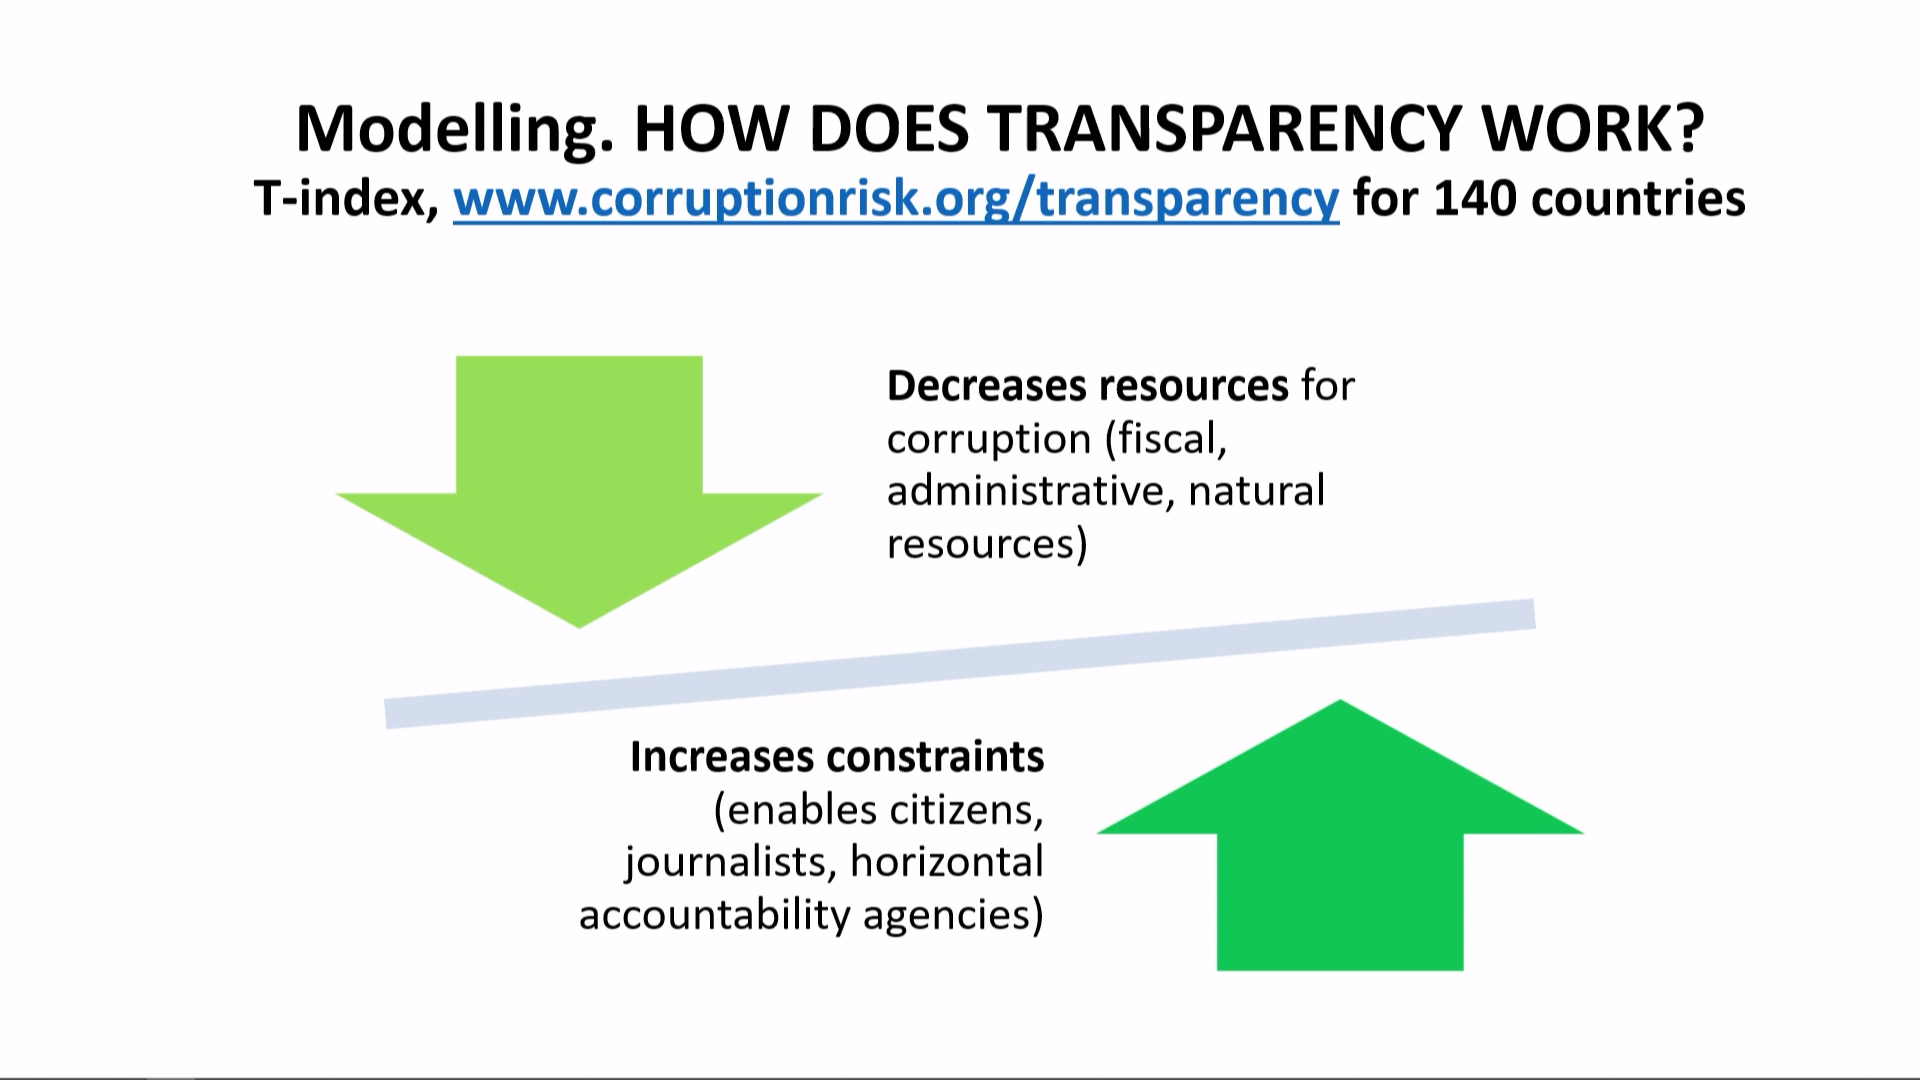 Modelling. HOW DOES TRANSPARENCY WORK?
T-index, www.corruptionrisk.org/transparency for 140 countries
Decreases resources for
corruption (fiscal,
administrative, natural
resources)
Increases constraints
(enables citizens,
journalists, horizontal
accountability agencies)